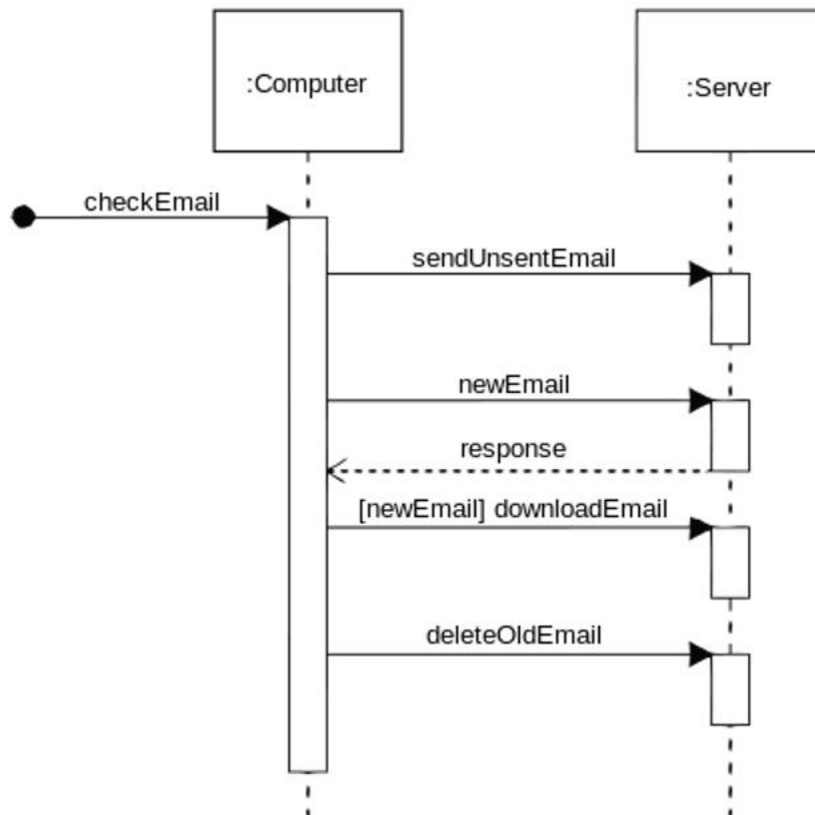 :Computer
:Server
checkEmail
sendUnsentEmail
newEmail
response
[newEmail] downloadEmail
deleteOldEmail